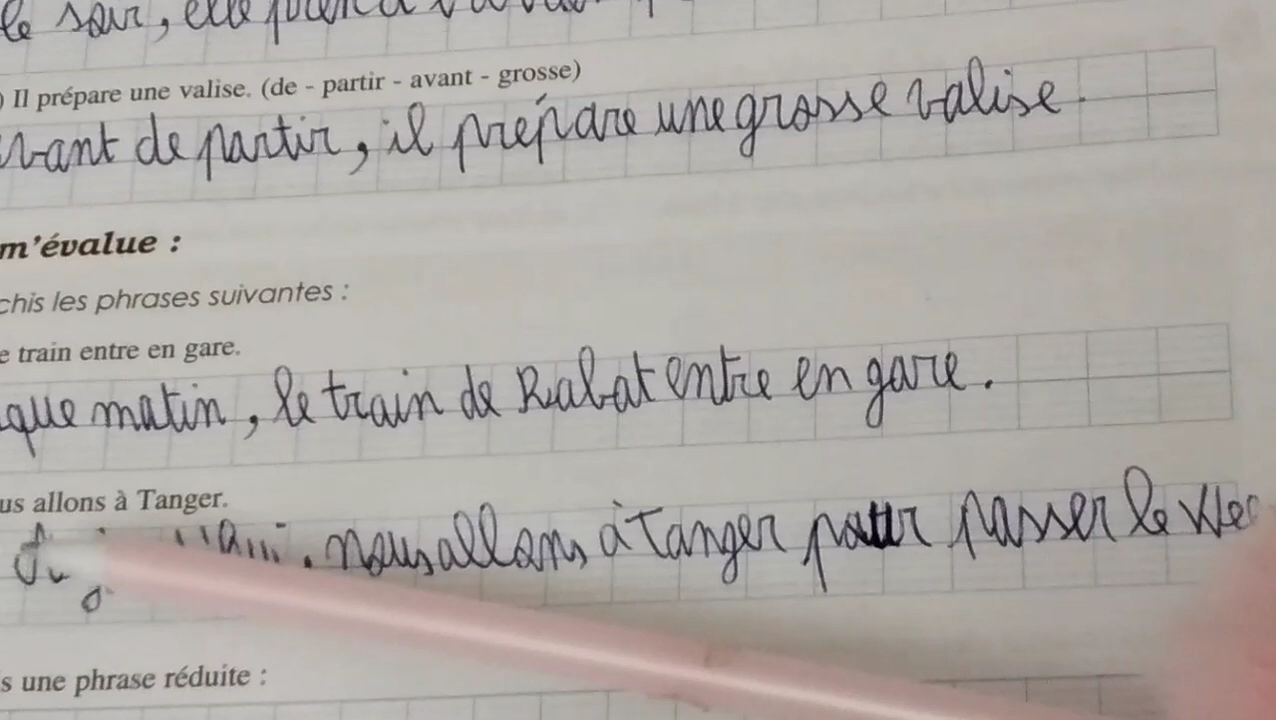 le soir, elle
) Il prépare une valise. (de - partir - avant - grosse)
vant de partir, il prépare une grosse valise
m'évalue :
chis les phrases suivantes :
e train entre en gare.
que matin, le train de Rabat entre en gare.
us allons à Tanger.
nous allons à Tanger pour passer le
s une phrase réduite :